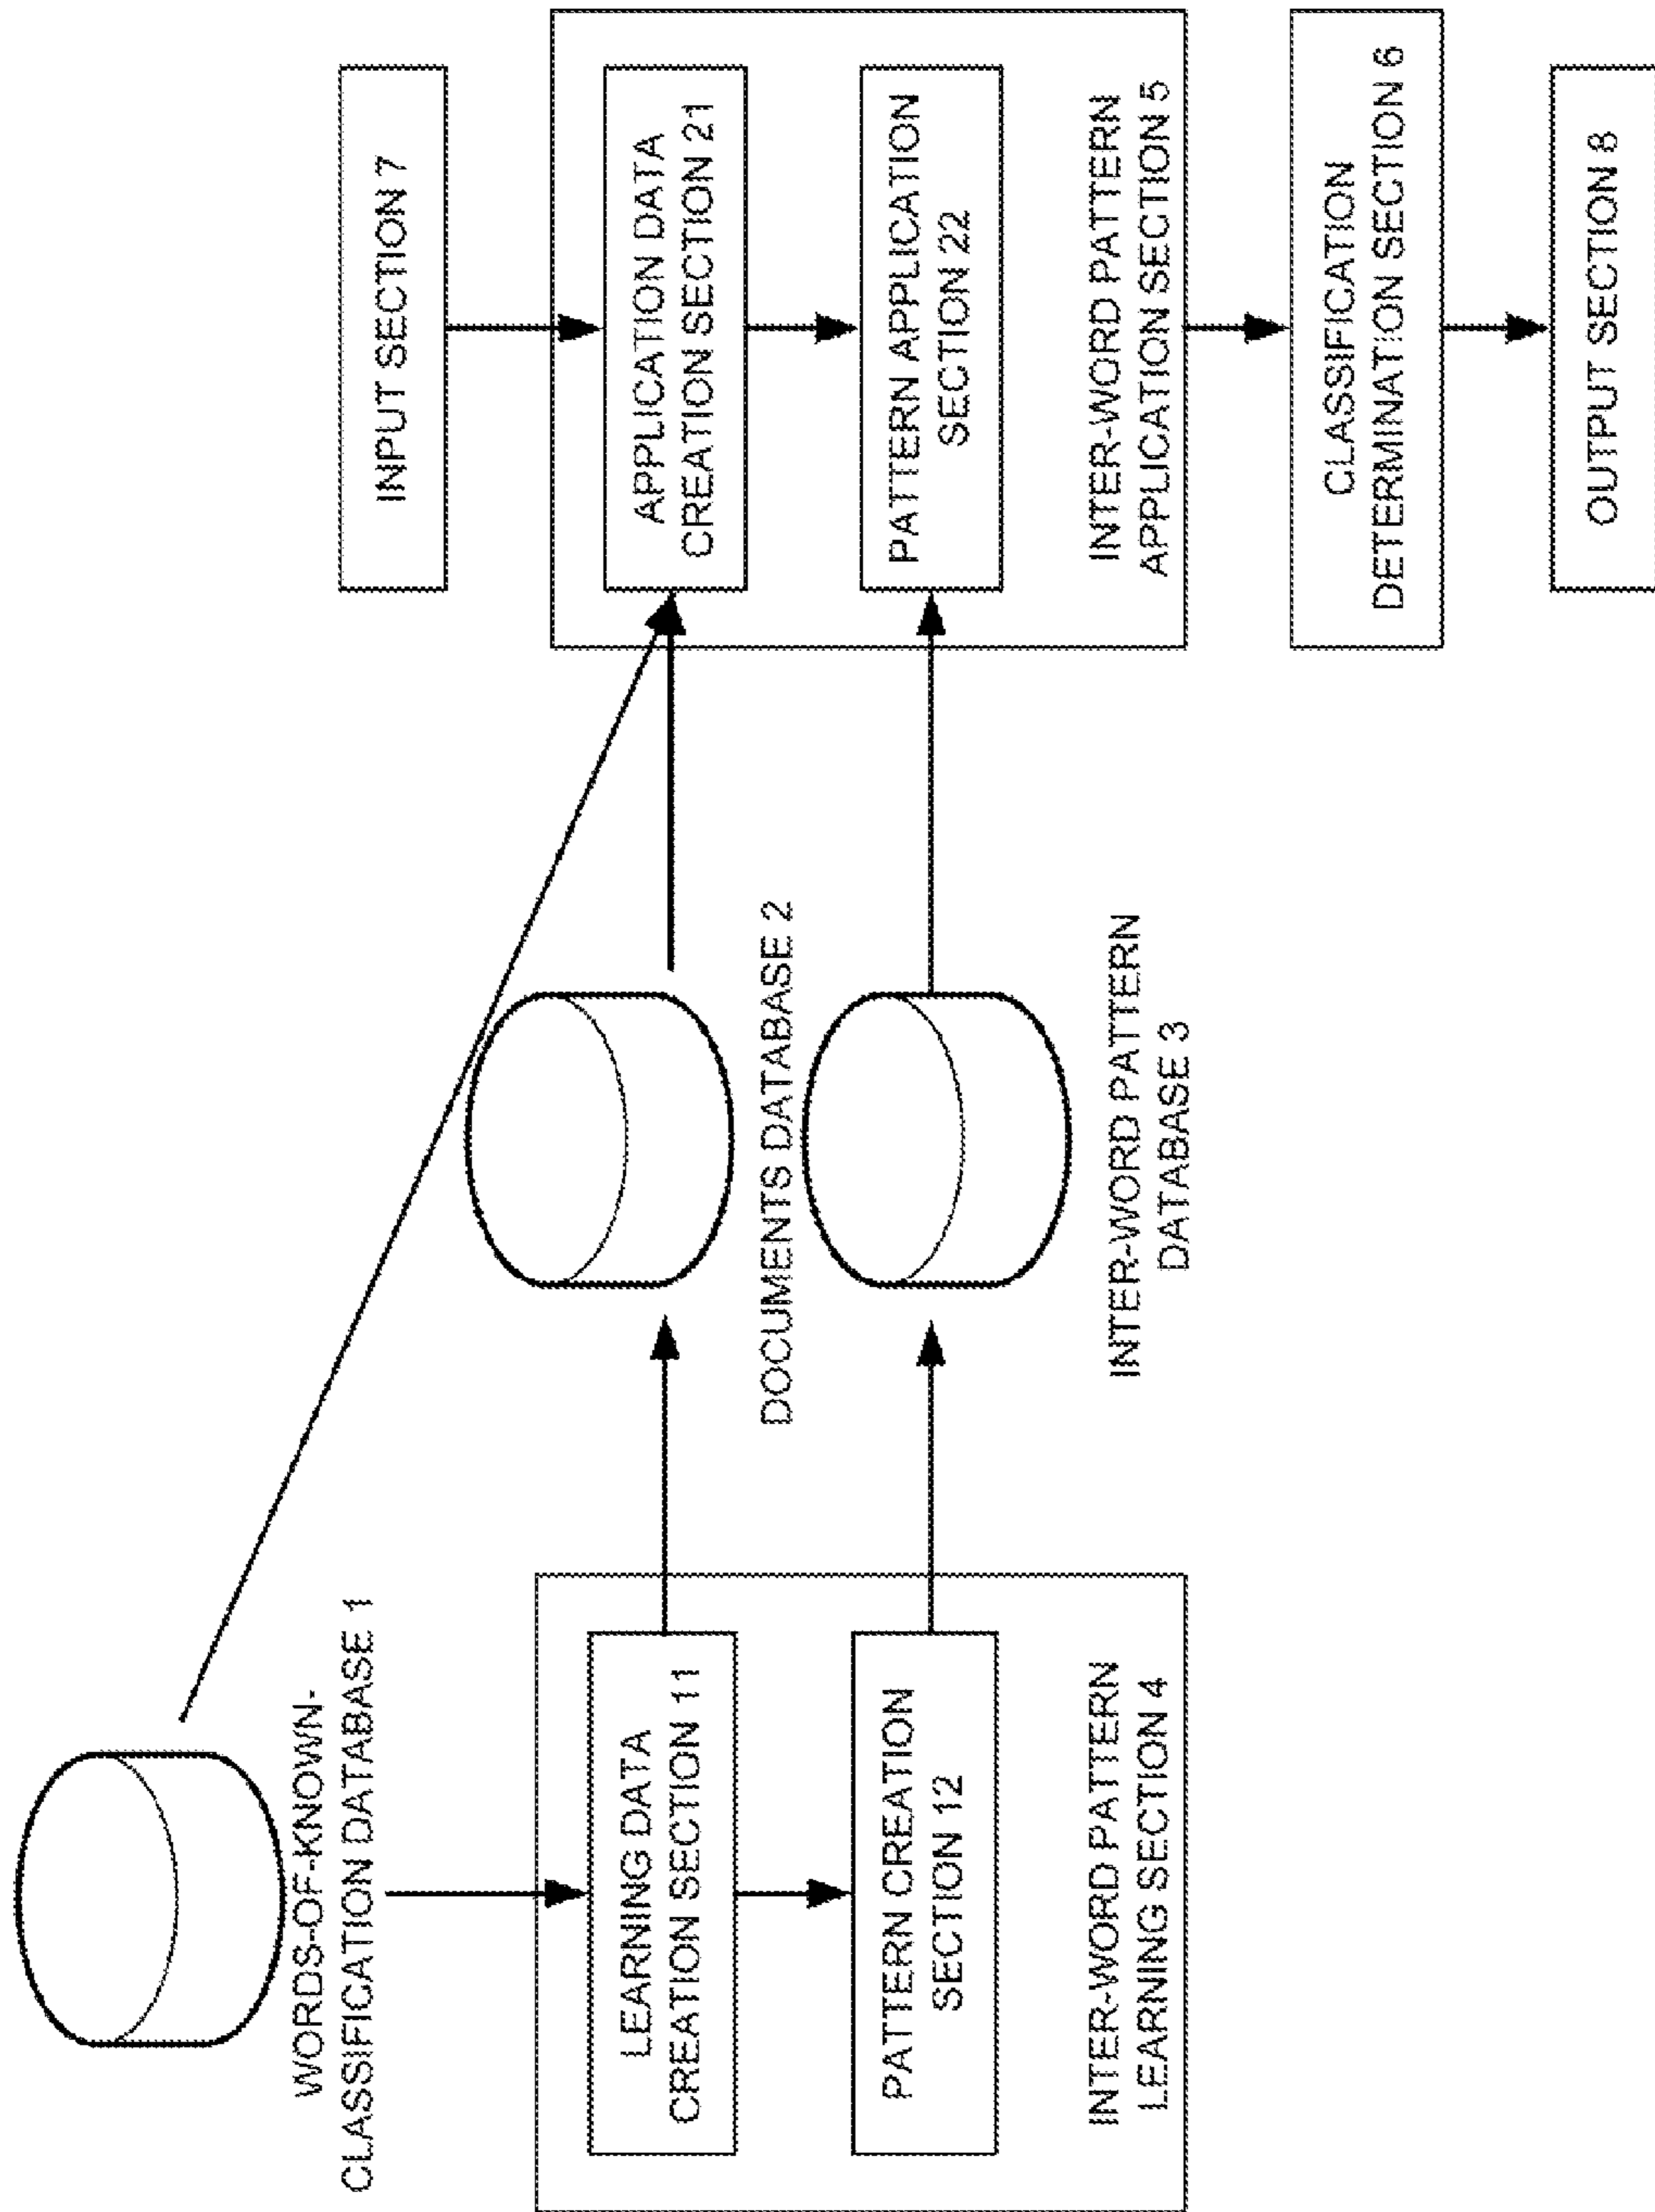 WORDS-OF-KNOWN-
CLASSIFICATION DATABASE 1
LEARNING DATA
CREATION SECTION 11
PATTERN CREATION
SECTION 12
INTER-WORD PATTERN
LEARNING SECTION 4
DOCUMENTS DATABASE 2
INTER-WORD PATTERN
DATABASE 3
INPUT SECTION 7
APPLICATION DATA
CREATION SECTION 21
PATTERN APPLICATION
SECTION 22
INTER-WORD PATTERN
APPLICATION SECTION 5
CLASSIFICATION
DETERMINATION SECTION 6
OUTPUT SECTION 8